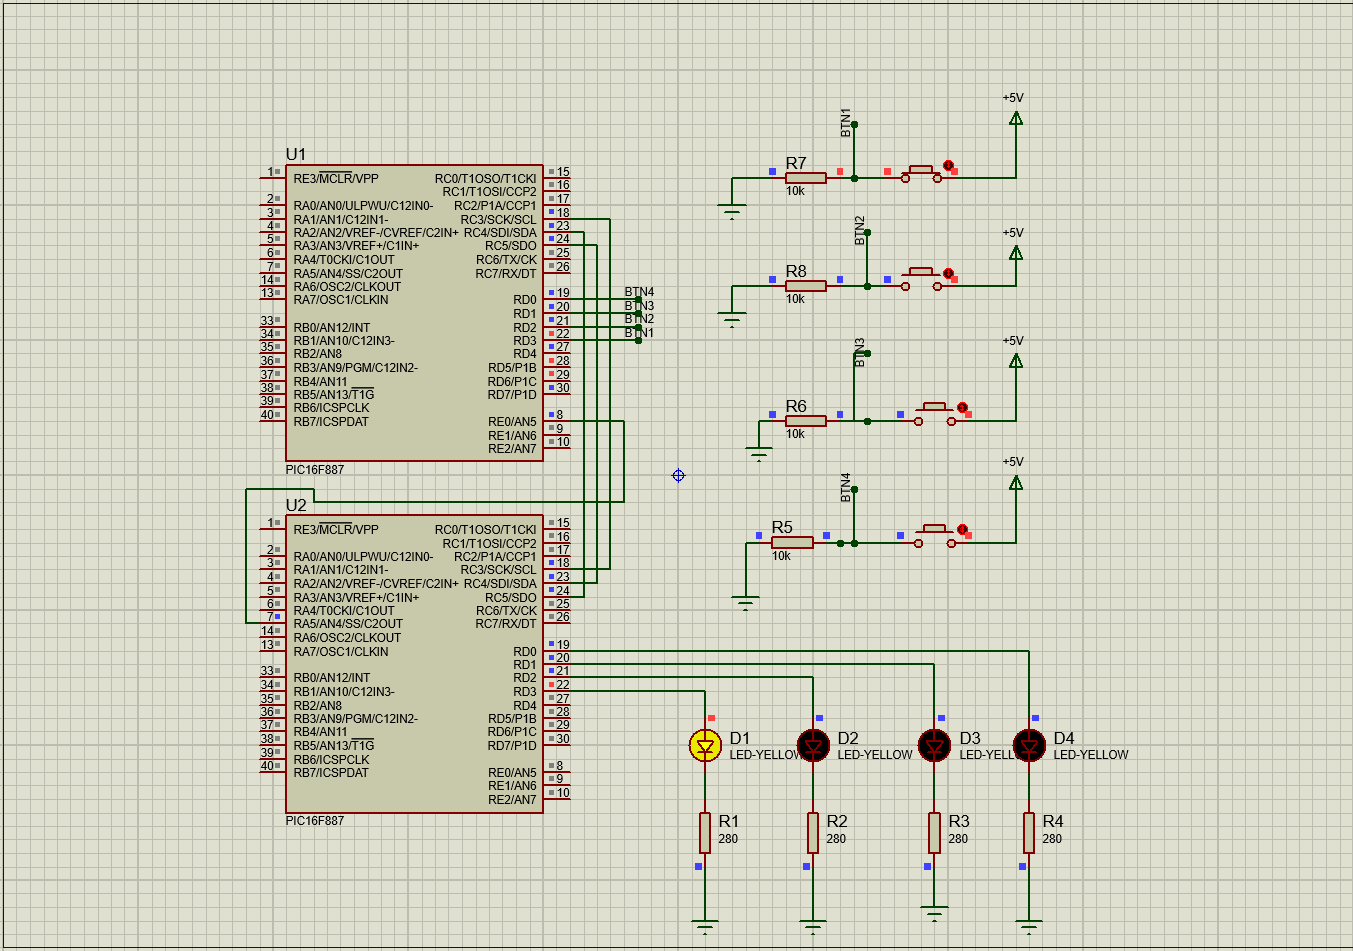 U1
1 RE3/MCLR/VPP RC0/T1OSO/T1CKI 15
RC1/T1OSI/CCP2 16
2 RA0/AN0/ULPWU/C12IN0- RC2/P1A/CCP1 17
3 RA1/AN1/C12IN1- RC3/SCK/SCL 18
4 RA2/AN2/VREF-/CVREF/C2IN+ RC4/SDI/SDA 23
5 RA3/AN3/VREF+/C1IN+ RC5/SDO 24
6 RA4/T0CKI/C1OUT RC6/TX/CK 25
7 RA5/AN4/SS/C2OUT RC7/RX/DT 26
14 RA6/OSC2/CLKOUT
13 RA7/OSC1/CLKIN RD0 19 BTN4
RD1 20 BTN3
33 RB0/AN12/INT RD2 21 BTN2
34 RB1/AN10/C12IN3- RD3 22 BTN1
35 RB2/AN8 RD4 27
36 RB3/AN9/PGM/C12IN2- RD5/P1B 28
37 RB4/AN11 RD6/P1C 29
38 RB5/AN13/T1G RD7/P1D 30
39 RB6/ICSPCLK
40 RB7/ICSPDAT RE0/AN5 8
RE1/AN6 9
RE2/AN7 10
PIC16F887
+5V
BTN1
R7
10k
+5V
BTN2
R8
10k
+5V
BTN3
R6
10k
+5V
BTN4
R5
10k
U2
1 RE3/MCLR/VPP RC0/T1OSO/T1CKI 15
RC1/T1OSI/CCP2 16
2 RA0/AN0/ULPWU/C12IN0- RC2/P1A/CCP1 17
3 RA1/AN1/C12IN1- RC3/SCK/SCL 18
4 RA2/AN2/VREF-/CVREF/C2IN+ RC4/SDI/SDA 23
5 RA3/AN3/VREF+/C1IN+ RC5/SDO 24
6 RA4/T0CKI/C1OUT RC6/TX/CK 25
7 RA5/AN4/SS/C2OUT RC7/RX/DT 26
14 RA6/OSC2/CLKOUT
13 RA7/OSC1/CLKIN RD0 19
RD1 20
33 RB0/AN12/INT RD2 21
34 RB1/AN10/C12IN3- RD3 22
35 RB2/AN8 RD4 27
36 RB3/AN9/PGM/C12IN2- RD5/P1B 28
37 RB4/AN11 RD6/P1C 29
38 RB5/AN13/T1G RD7/P1D 30
39 RB6/ICSPCLK
40 RB7/ICSPDAT RE0/AN5 8
RE1/AN6 9
RE2/AN7 10
PIC16F887
D1 D2 D3 D4
LED-YELLOW LED-YELLOW LED-YELL LED-YELLOW
R1 R2 R3 R4
280 280 280 280